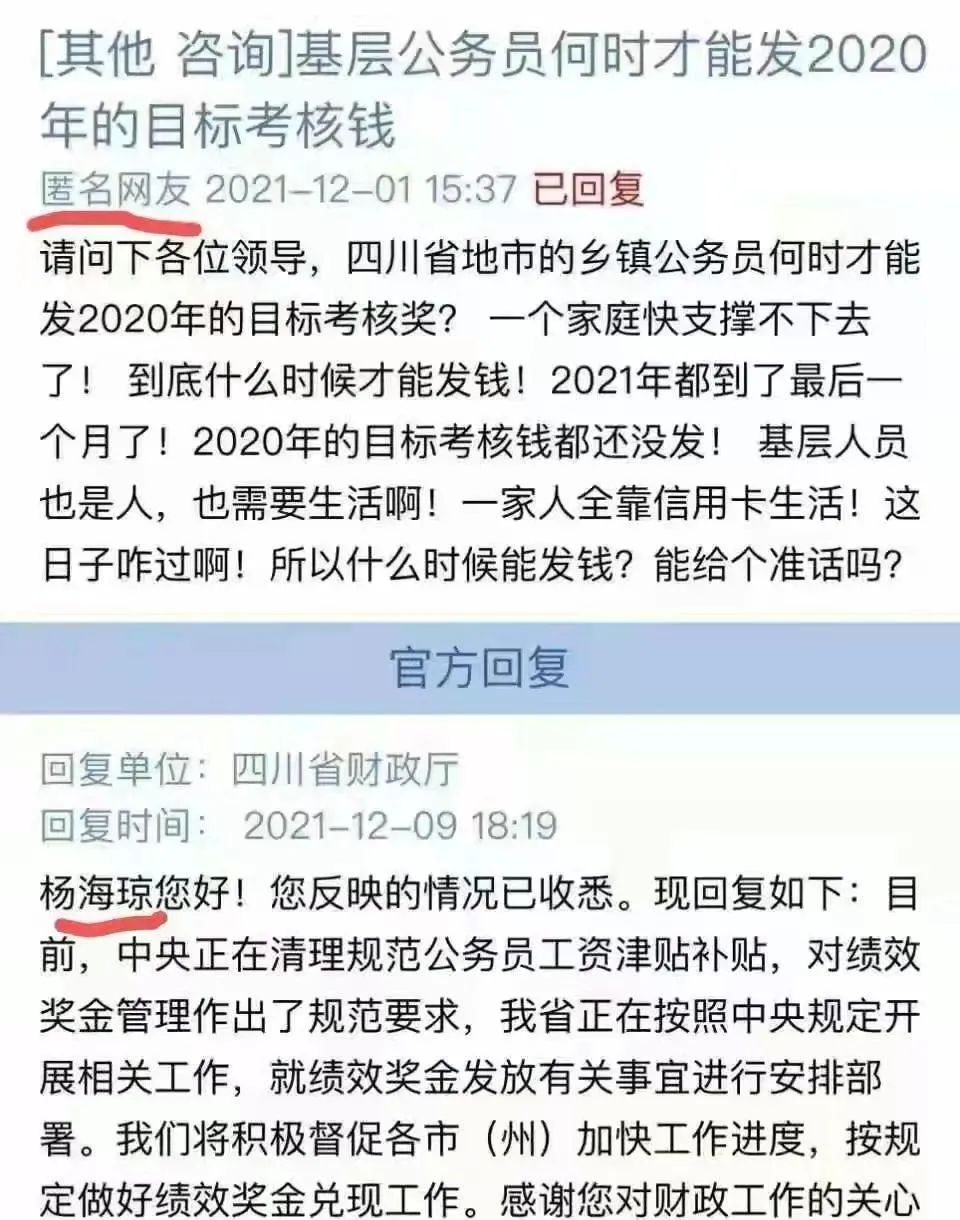 [其他 咨询]基层公务员何时才能发2020
年的目标考核钱
匿名网友 2021-12-01 15:37 已回复
请问下各位领导，四川省地市的乡镇公务员何时才能
发2020年的目标考核奖？ 一个家庭快支撑不下去
了！ 到底什么时候才能发钱！2021年都到了最后一
个月了！2020年的目标考核钱都还没发！ 基层人员
也是人，也需要生活啊！一家人全靠信用卡生活！这
日子咋过啊！所以什么时候能发钱？能给个准话吗？
官方回复
回复单位：四川省财政厅
回复时间： 2021-12-09 18:19
杨海琼您好！您反映的情况已收悉。现回复如下：目
前，中央正在清理规范公务员工资津贴补贴，对绩效
奖金管理作出了规范要求，我省正在按照中央规定开
展相关工作，就绩效奖金发放有关事宜进行安排部
署。我们将积极督促各市（州）加快工作进度，按规
定做好绩效奖金兑现工作。感谢您对财政工作的关心